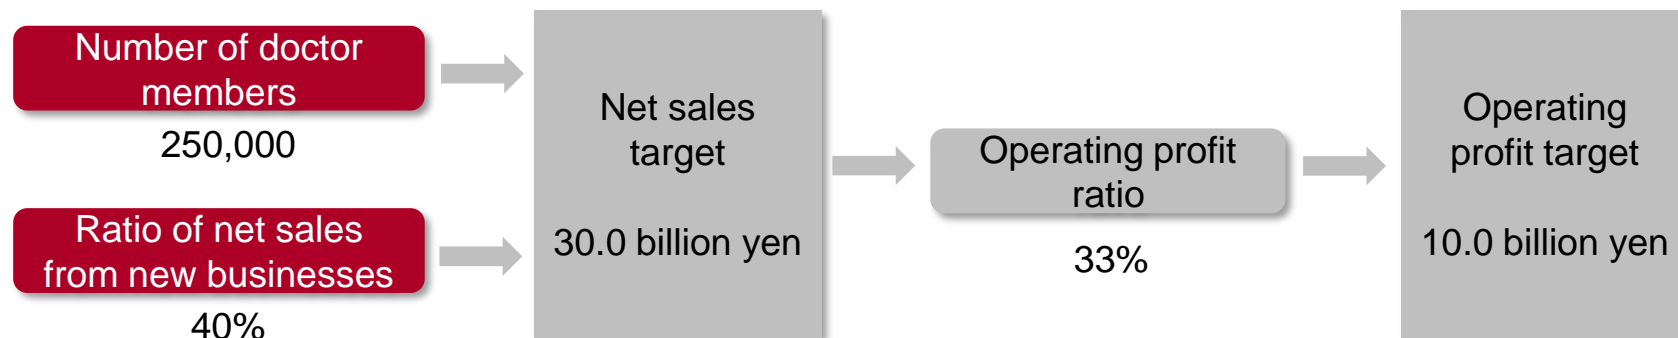 Number of doctor
members
250,000
Ratio of net sales
from new businesses
40%
Net sales
target
30.0 billion yen
Operating profit
ratio
33%
Operating
profit target
10.0 billion yen